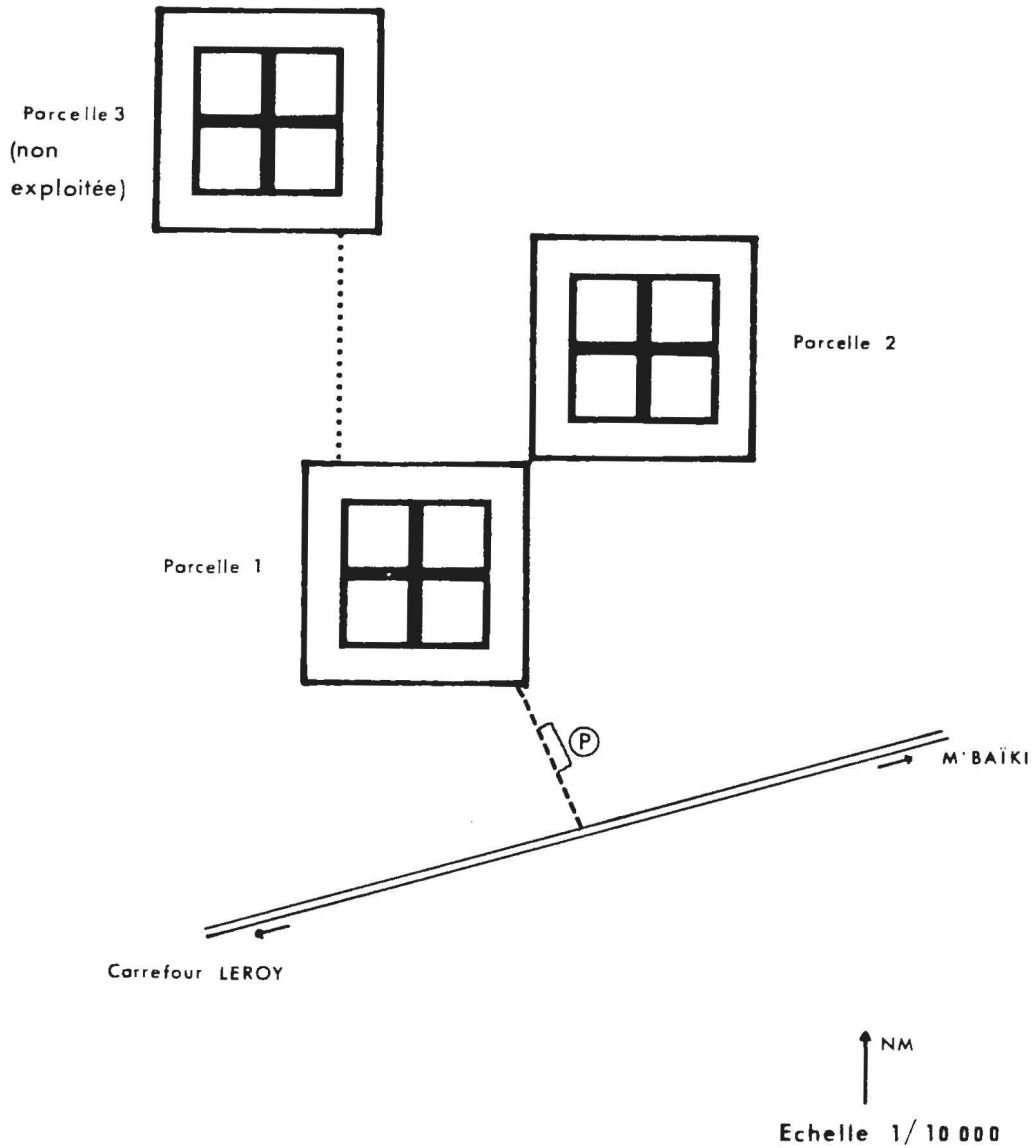 Parcelle 3
(non
exploitée)
Parcelle 2
Parcelle 1
P
M'BAÏKI
Carrefour LEROY
NM
Echelle 1/10 000